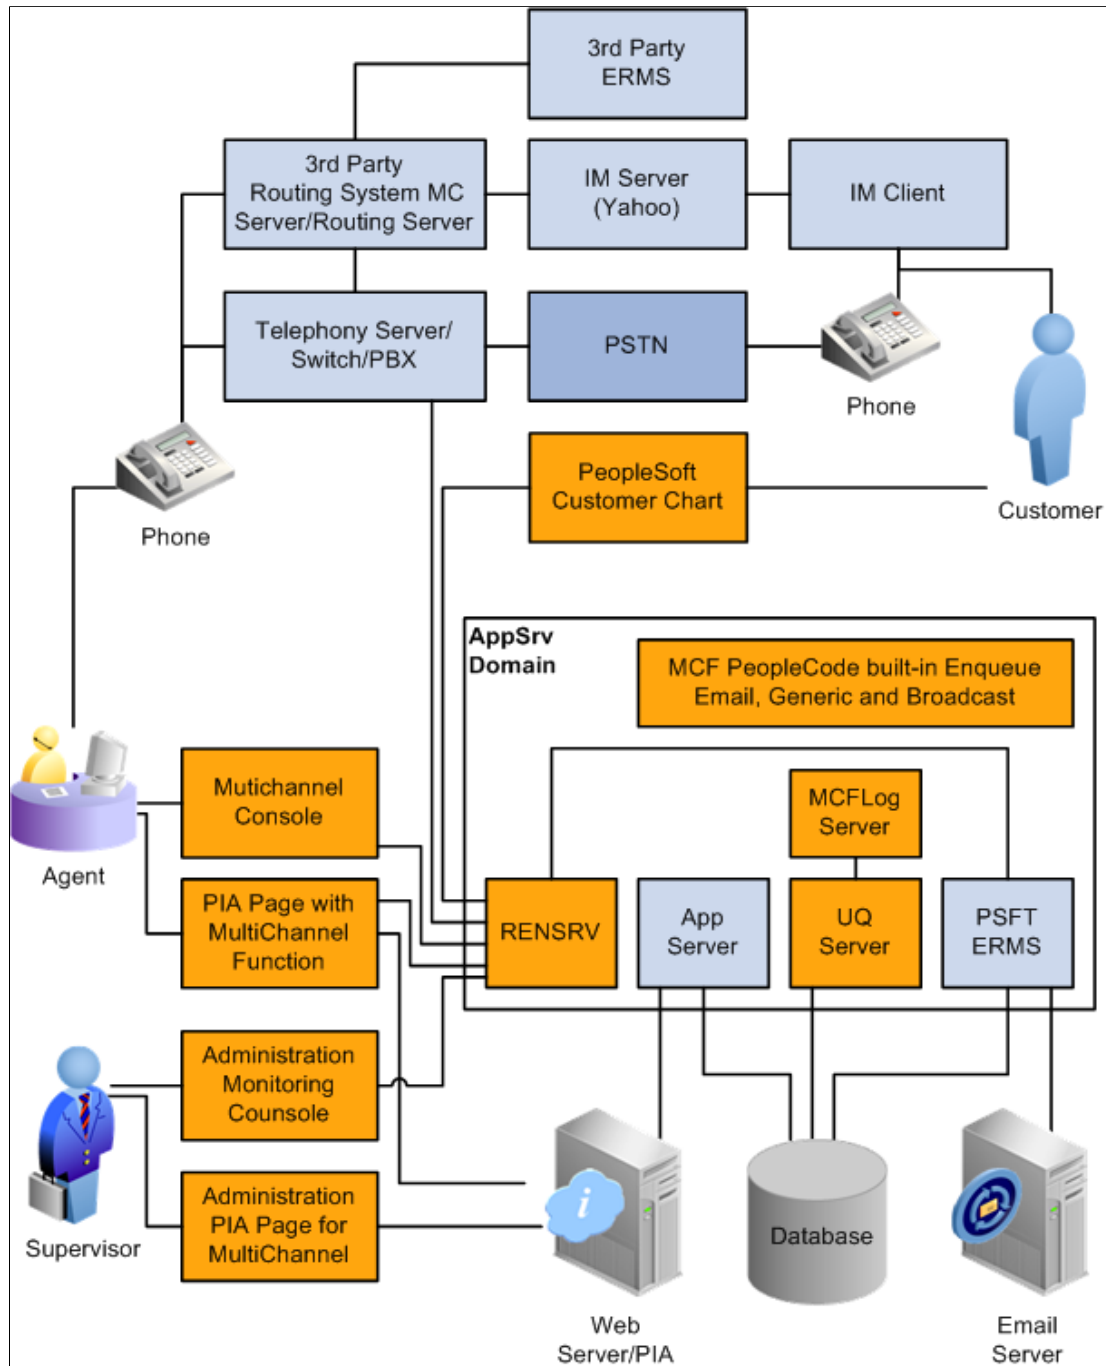 3rd Party
ERMS
3rd Party
Routing System MC
Server/Routing Server
IM Server
(Yahoo)
IM Client
Telephony Server/
Switch/PBX
PSTN
Phone
Customer
Phone
PeopleSoft
Customer Chart
AppSrv
Domain
MCF PeopleCode built-in Enqueue
Email, Generic and Broadcast
Agent
Mutichannel
Console
MCFLog
Server
PIA Page with
MultiChannel
Function
RENSRV
App
Server
UQ
Server
PSFT
ERMS
Supervisor
Administration
Monitoring
Counsole
Administration
PIA Page for
MultiChannel
i
Web
Server/PIA
Database
Email
Server